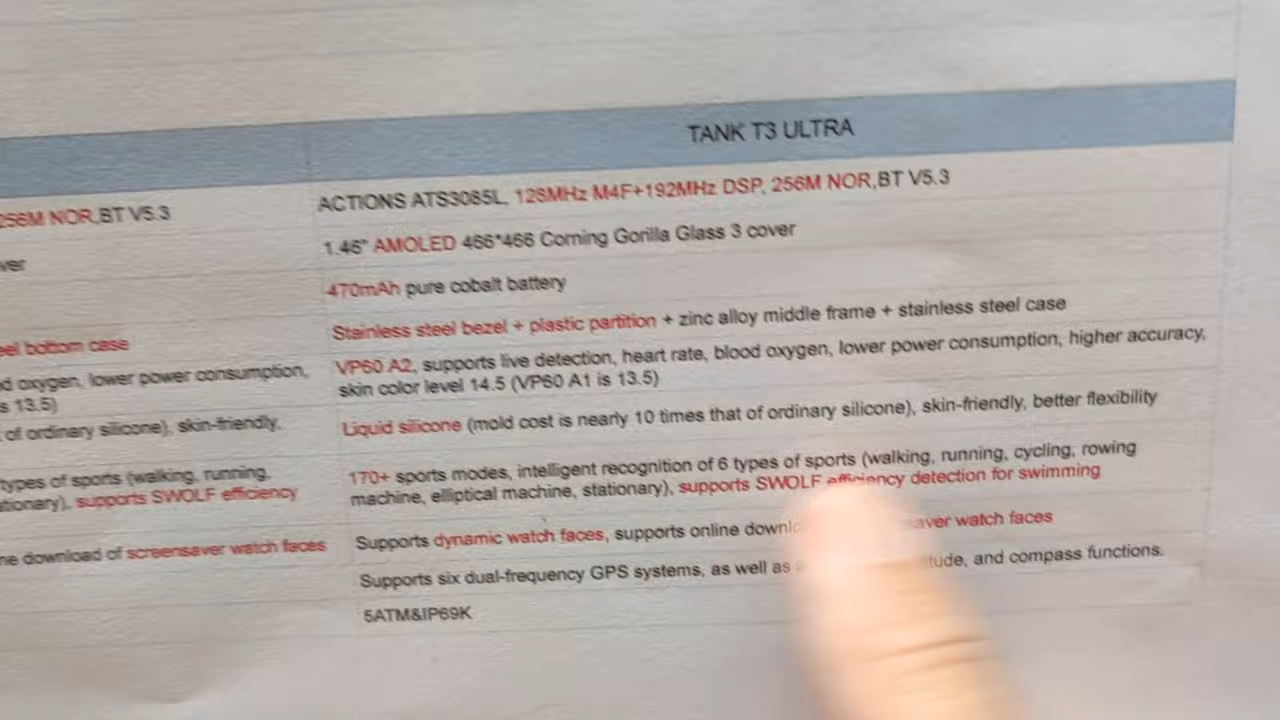 TANK T3 ULTRA
256M NOR,BT V5.3
ACTIONS ATS3085L, 128MHz M4F+192MHz DSP, 256M NOR,BT V5.3
ver
1.46" AMOLED 466*466 Corning Gorilla Glass 3 cover
470mAh pure cobalt battery
eel bottom case
Stainless steel bezel + plastic partition + zinc alloy middle frame + stainless steel case
d oxygen, lower power consumption,
s 13.5)
VP60 A2, supports live detection, heart rate, blood oxygen, lower power consumption, higher accuracy,
skin color level 14.5 (VP60 A1 is 13.5)
of ordinary silicone), skin-friendly,
Liquid silicone (mold cost is nearly 10 times that of ordinary silicone), skin-friendly, better flexibility
types of sports (walking, running,
tionary), supports SWOLF efficiency
170+ sports modes, intelligent recognition of 6 types of sports (walking, running, cycling, rowing
machine, elliptical machine, stationary), supports SWOLF efficiency detection for swimming
ne download of screensaver watch faces
Supports dynamic watch faces, supports online downlo aver watch faces
Supports six dual-frequency GPS systems, as well as tude, and compass functions.
5ATM&IP69K